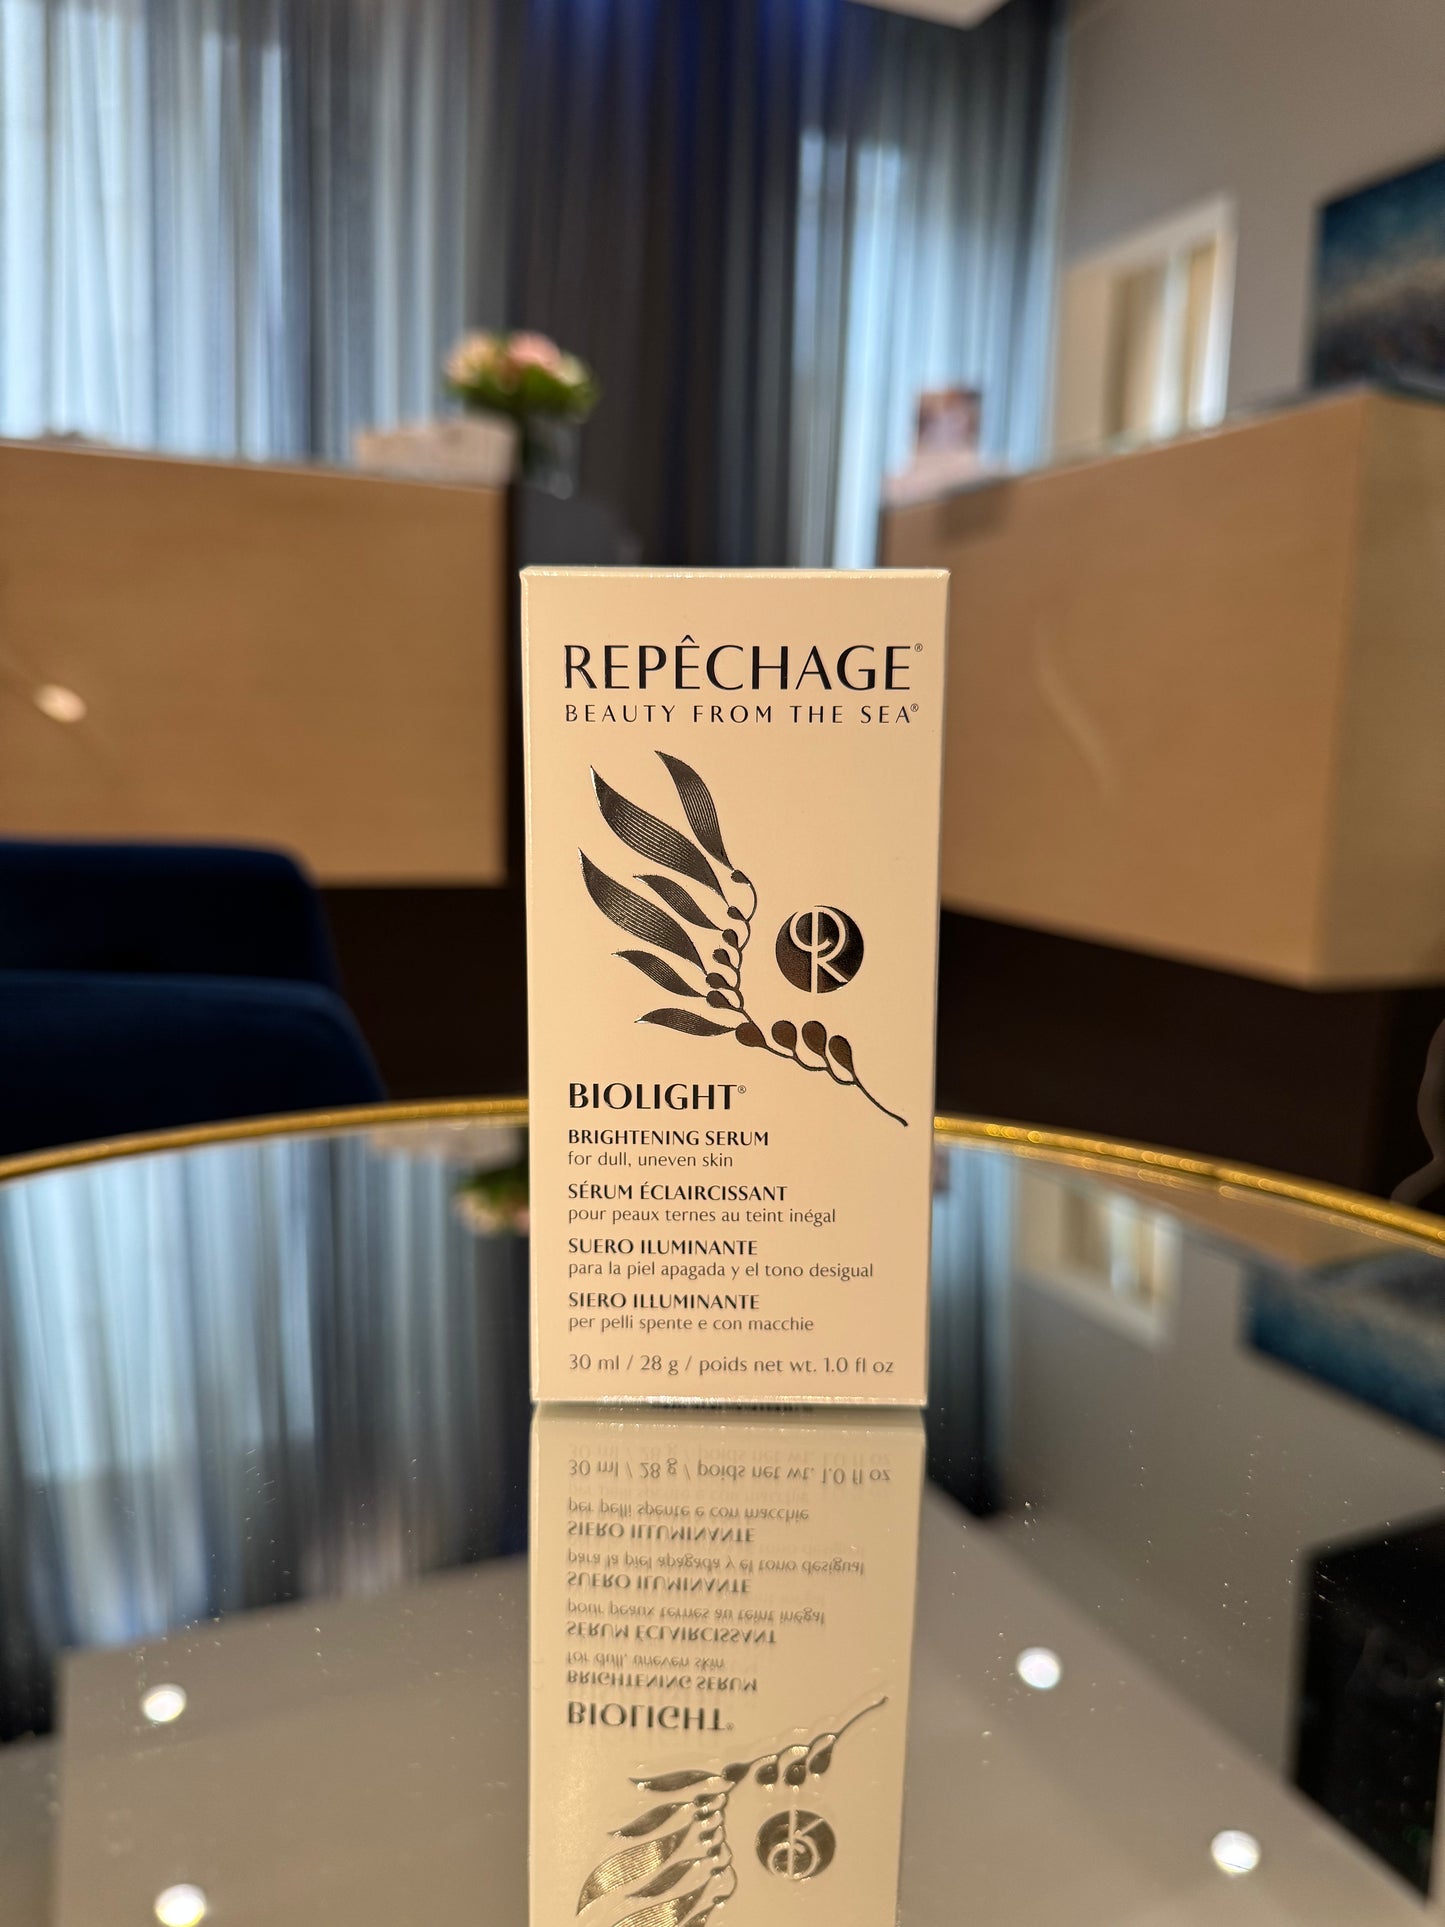 REPÊCHAGE®
BEAUTY FROM THE SEA®
BIOLIGHT®
BRIGHTENING SERUM
for dull, uneven skin
SÉRUM ÉCLAIRCISSANT
pour peaux ternes au teint inégal
SUERO ILUMINANTE
para la piel apagada y el tono desigual
SIERO ILLUMINANTE
per pelli spente e con macchie
30 ml / 28 g / poids net wt. 1.0 fl oz